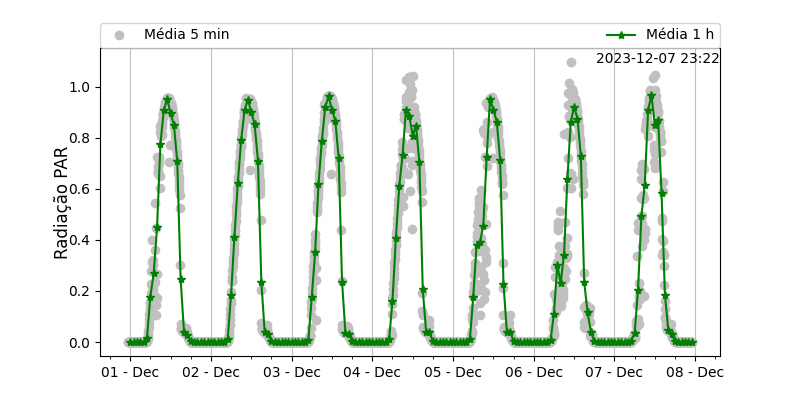 Média 5 min
Média 1 h
2023-12-07 23:22
Radiação PAR
1.0
0.8
0.6
0.4
0.2
0.0
01 - Dec
02 - Dec
03 - Dec
04 - Dec
05 - Dec
06 - Dec
07 - Dec
08 - Dec